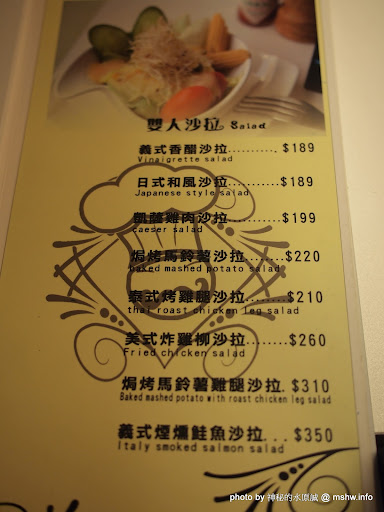 雙人沙拉 Salad
義式香醋沙拉..........$189
Vinaigrette salad
日式和風沙拉..........$189
Japanese style salad
凱薩雞肉沙拉..........$199
caeser salad
焗烤馬鈴薯沙拉.......$220
baked mashed potato salad
泰式烤雞腿沙拉.......$210
thai roast chicken leg salad
美式炸雞柳沙拉.......$260
Fried chicken salad
焗烤馬鈴薯雞腿沙拉. $310
Baked mashed potato with roast chicken leg salad
義式煙燻鮭魚沙拉...$350
Italy smoked salmon salad
photo by 神秘的水原誠 @ mshw.info